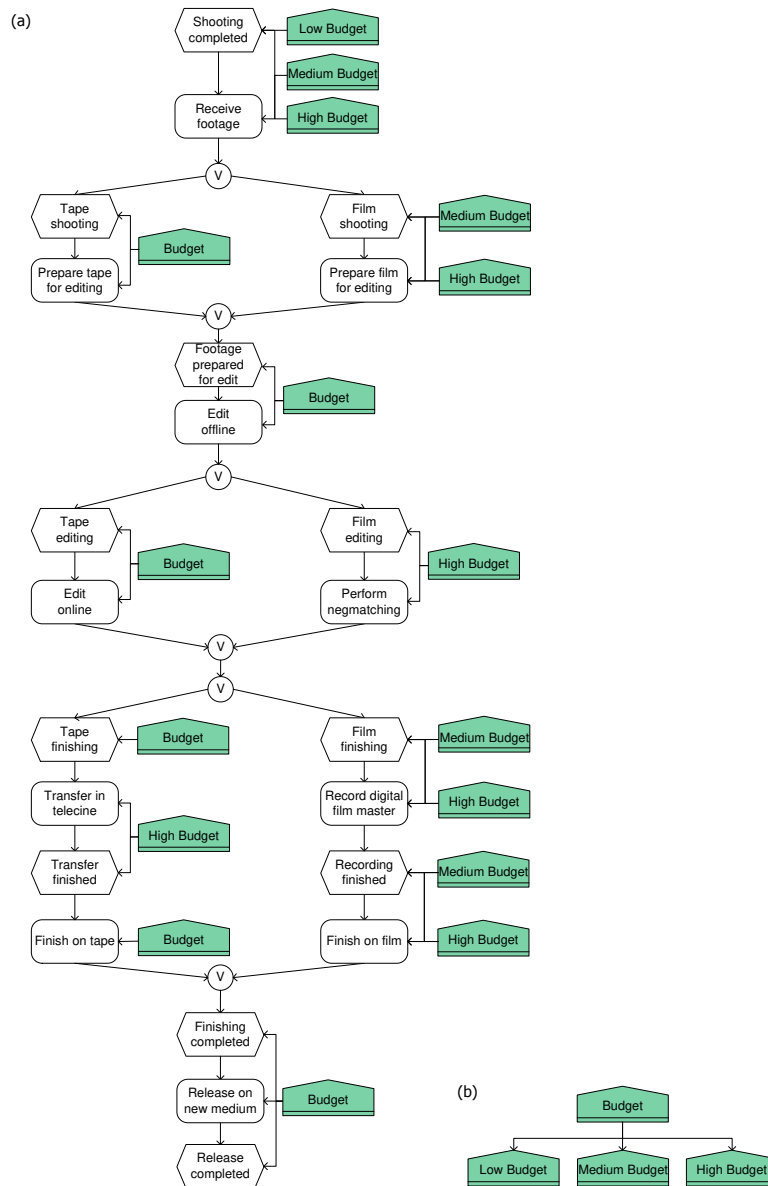 (a)
Shooting
completed
Low Budget
Medium Budget
Receive
footage
High Budget
V
Tape
shooting
Film
shooting
Medium Budget
Budget
Prepare tape
for editing
Prepare film
for editing
High Budget
V
Footage
prepared
for edit
Budget
Edit
offline
V
Tape
editing
Film
editing
Budget
High Budget
Edit
online
Perform
negmatching
V
V
Tape
finishing
Budget
Film
finishing
Medium Budget
Transfer in
telecine
Record digital
film master
High Budget
High Budget
Transfer
finished
Recording
finished
Medium Budget
Finish on tape
Budget
Finish on film
High Budget
V
Finishing
completed
Release on
new medium
Budget
Release
completed
(b)
Budget
Low Budget
Medium Budget
High Budget